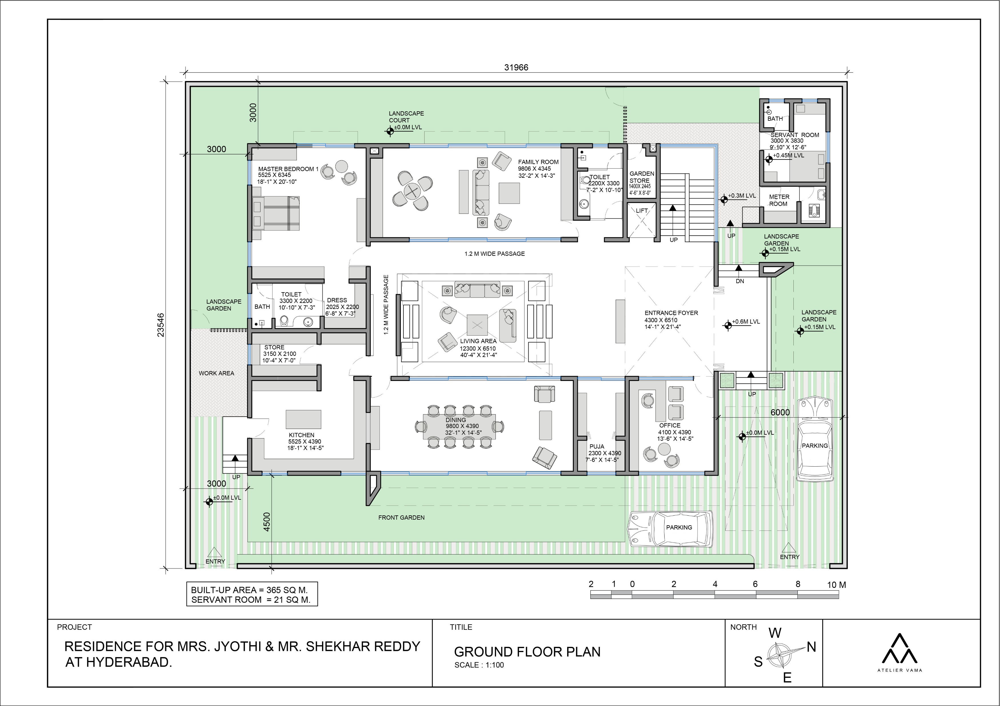 31966
23546
3000
3000
LANDSCAPE
COURT
±0.0M LVL
BATH
SERVANT ROOM
3000 X 3830
9'-10" X 12'-6"
+0.45M LVL
MASTER BEDROOM 1
5525 X 6345
18'-1" X 20'-10"
FAMILY ROOM
9806 X 4345
32'-2" X 14'-3"
TOILET
2200X 3300
7'-2" X 10'-10"
GARDEN
STORE
1400X 2445
4'-6" X 8'-0"
LIFT
UP
+0.3M LVL
METER
ROOM
UP
LANDSCAPE
GARDEN
+0.15M LVL
1.2 M WIDE PASSAGE
1.2 M WIDE PASSAGE
DN
LANDSCAPE
GARDEN
BATH
TOILET
3300 X 2200
10'-10" X 7'-3"
DRESS
2025 X 2200
6'-8" X 7'-3"
ENTRANCE FOYER
4300 X 6510
14'-1" X 21'-4"
+0.6M LVL
LANDSCAPE
GARDEN
+0.15M LVL
LIVING AREA
12300 X 6510
40'-4" X 21'-4"
STORE
3150 X 2100
10'-4" X 7'-0"
WORK AREA
UP
6000
KITCHEN
5525 X 4390
18'-1" X 14'-5"
DINING
9800 X 4390
32'-1" X 14'-5"
PUJA
2300 X 4390
7'-6" X 14'-5"
OFFICE
4100 X 4390
13'-6" X 14'-5"
±0.0M LVL
PARKING
UP
3000
±0.0M LVL
4500
FRONT GARDEN
PARKING
ENTRY
ENTRY
BUILT-UP AREA = 365 SQ M.
SERVANT ROOM = 21 SQ M.
2 1 0 2 4 6 8 10 M
PROJECT
RESIDENCE FOR MRS. JYOTHI & MR. SHEKHAR REDDY
AT HYDERABAD.
TITILE
GROUND FLOOR PLAN
SCALE : 1:100
NORTH
W
N
S
E
ATELIER VAMA